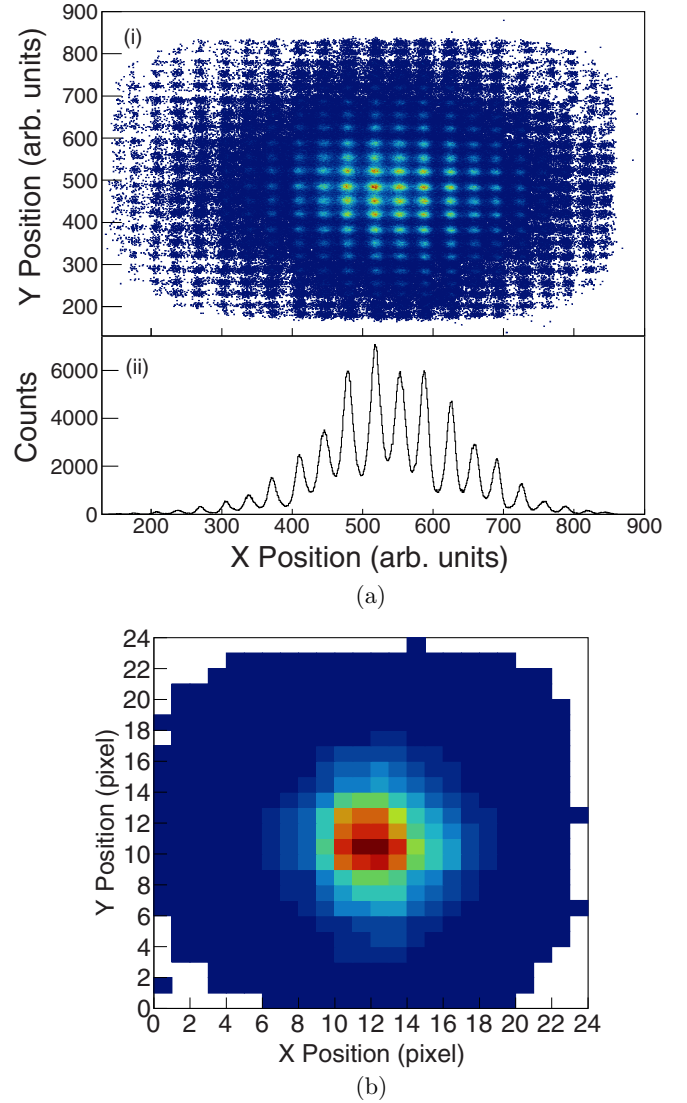 900
(i)
800
700
600
500
400
300
200
Y Position (arb. units)
(ii)
6000
4000
2000
0
Counts
200 300 400 500 600 700 800 900
X Position (arb. units)
(a)
24
22
20
18
16
14
12
10
8
6
4
2
0
Y Position (pixel)
0 2 4 6 8 10 12 14 16 18 20 22 24
X Position (pixel)
(b)